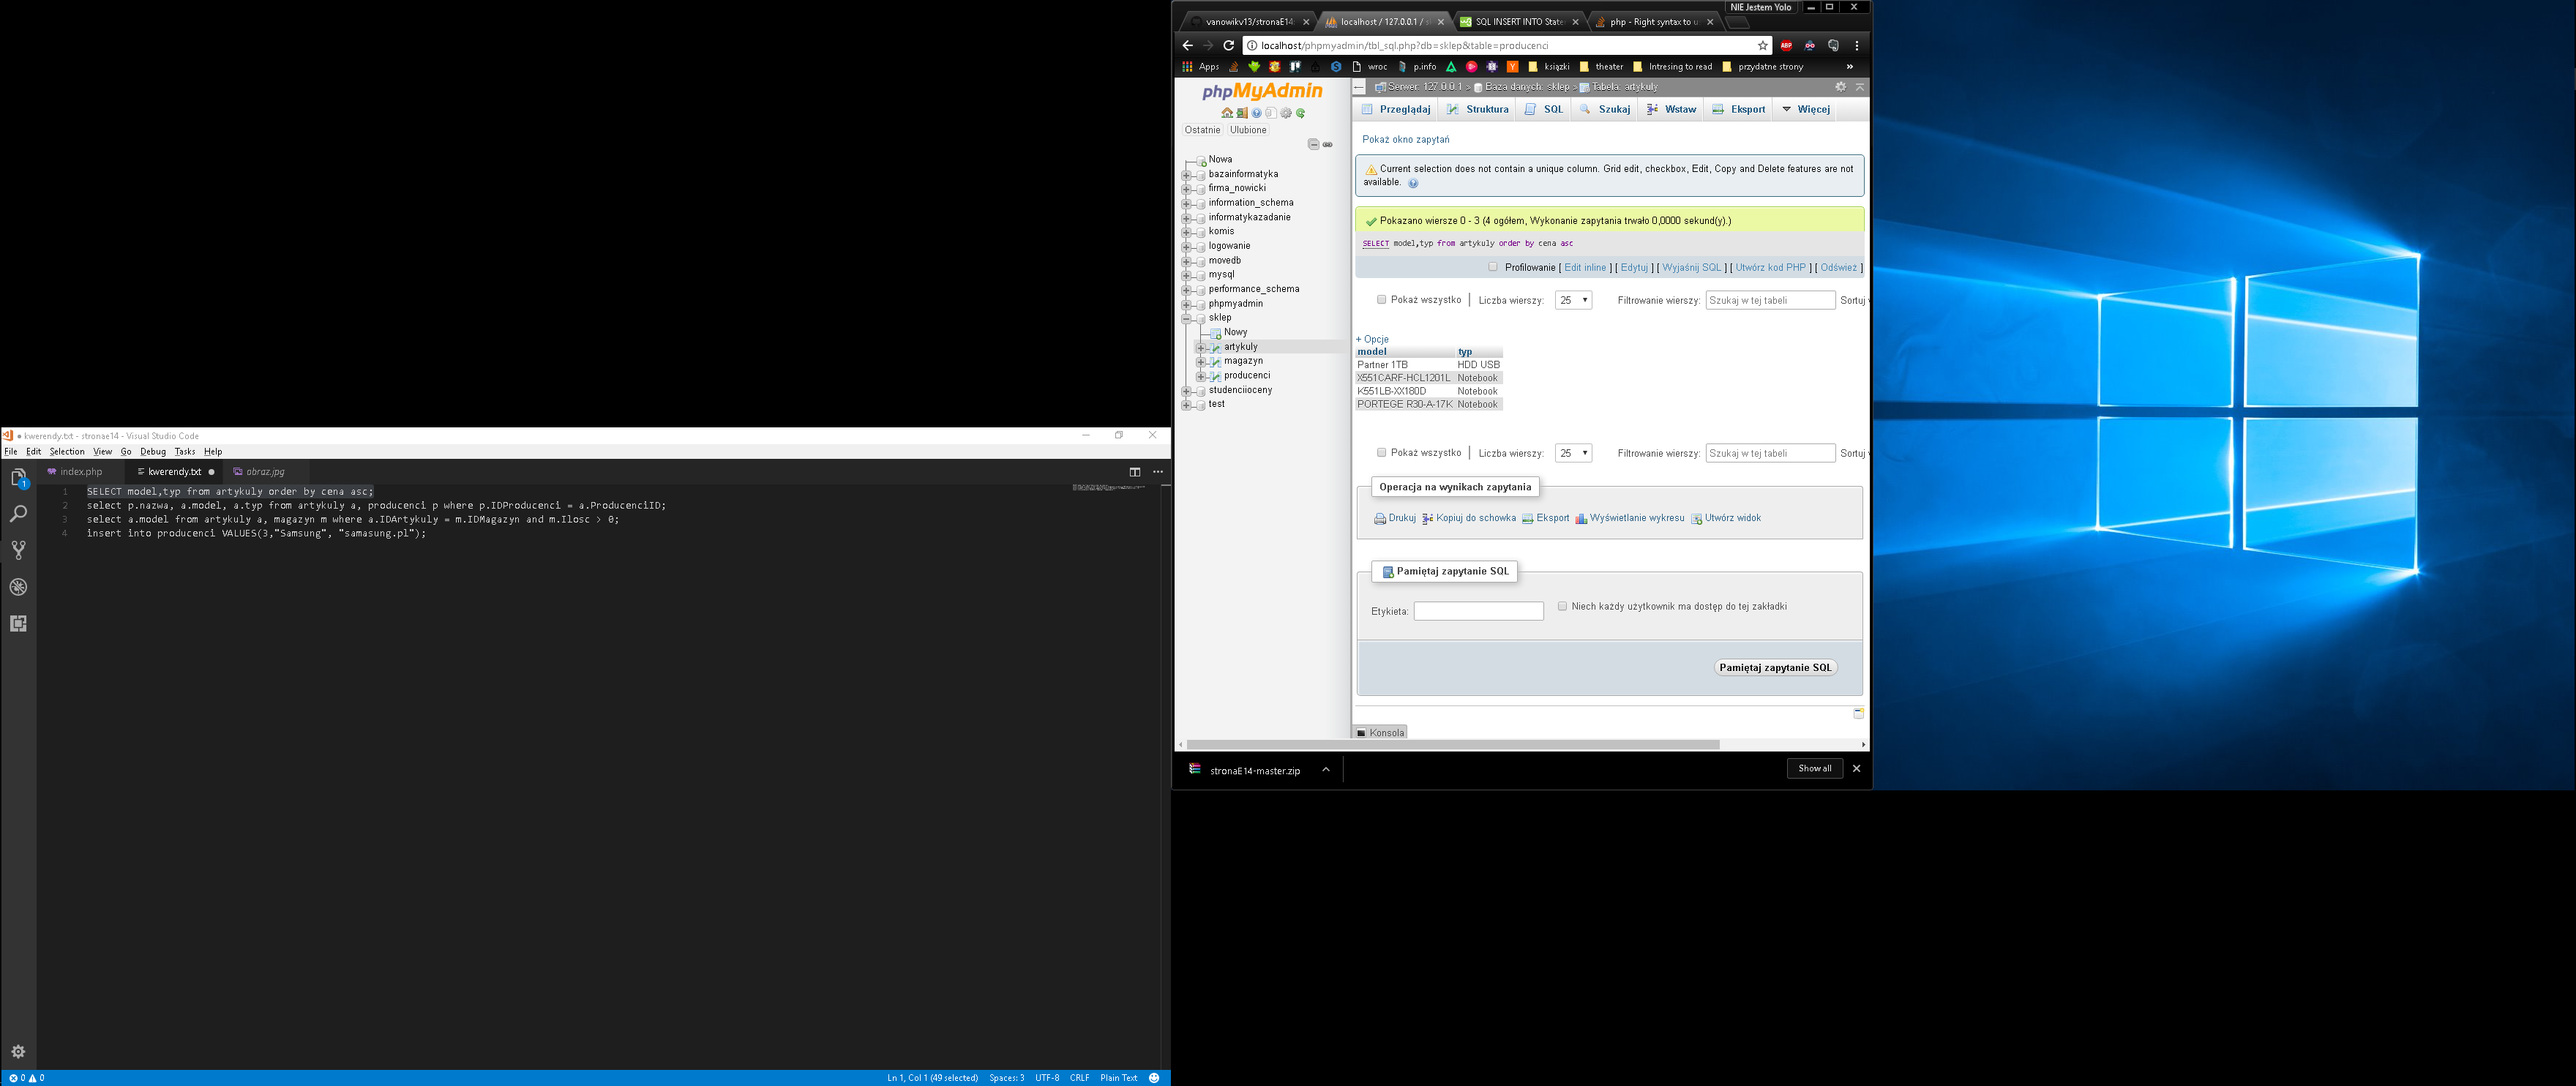 NIE Jestem Yolo
vanowikv13/stronaE14:
localhost / 127.0.0.1 / s
SQL INSERT INTO State
php - Right syntax to u
localhost/phpmyadmin/tbl_sql.php?db=sklep&table=producenci
Apps
wroc
p.info
książki
theater
Intresing to read
przydatne strony
»
phpMyAdmin
Ostatnie
Ulubione
Nowa
bazainformatyka
firma_nowicki
information_schema
informatykazadanie
komis
logowanie
movedb
mysql
performance_schema
phpmyadmin
sklep
Nowy
artykuly
magazyn
producenci
studenciioceny
test
Serwer: 127.0.0.1 » Baza danych: sklep » Tabela: artykuly
Przeglądaj
Struktura
SQL
Szukaj
Wstaw
Eksport
Więcej
Pokaż okno zapytań
Current selection does not contain a unique column. Grid edit, checkbox, Edit, Copy and Delete features are not
available.
Pokazano wiersze 0 - 3 (4 ogółem, Wykonanie zapytania trwało 0,0000 sekund(y).)
SELECT model,typ from artykuly order by cena asc
Profilowanie [ Edit inline ] [ Edytuj ] [ Wyjaśnij SQL ] [ Utwórz kod PHP ] [ Odśwież ]
Pokaż wszystko | Liczba wierszy: 25 Filtrowanie wierszy: Szukaj w tej tabeli Sortuj
+ Opcje
model typ
Partner 1TB HDD USB
X551CARF-HCL1201L Notebook
K551LB-XX180D Notebook
PORTEGE R30-A-17K Notebook
Pokaż wszystko | Liczba wierszy: 25 Filtrowanie wierszy: Szukaj w tej tabeli Sortuj
Operacja na wynikach zapytania
Drukuj Kopiuj do schowka Eksport Wyświetlanie wykresu Utwórz widok
Pamiętaj zapytanie SQL
Etykieta:
Niech każdy użytkownik ma dostęp do tej zakładki
Pamiętaj zapytanie SQL
Konsola
stronaE14-master.zip
Show all
● kwerendy.txt - stronae14 - Visual Studio Code
File Edit Selection View Go Debug Tasks Help
index.php
kwerendy.txt ●
obraz.jpg
1
1 SELECT model,typ from artykuly order by cena asc;
2 select p.nazwa, a.model, a.typ from artykuly a, producenci p where p.IDProducenci = a.ProducenciID;
3 select a.model from artykuly a, magazyn m where a.IDArtykuly = m.IDMagazyn and m.Ilosc > 0;
4 insert into producenci VALUES(3,"Samsung", "samasung.pl");
0 0
Ln 1, Col 1 (49 selected) Spaces: 3 UTF-8 CRLF Plain Text